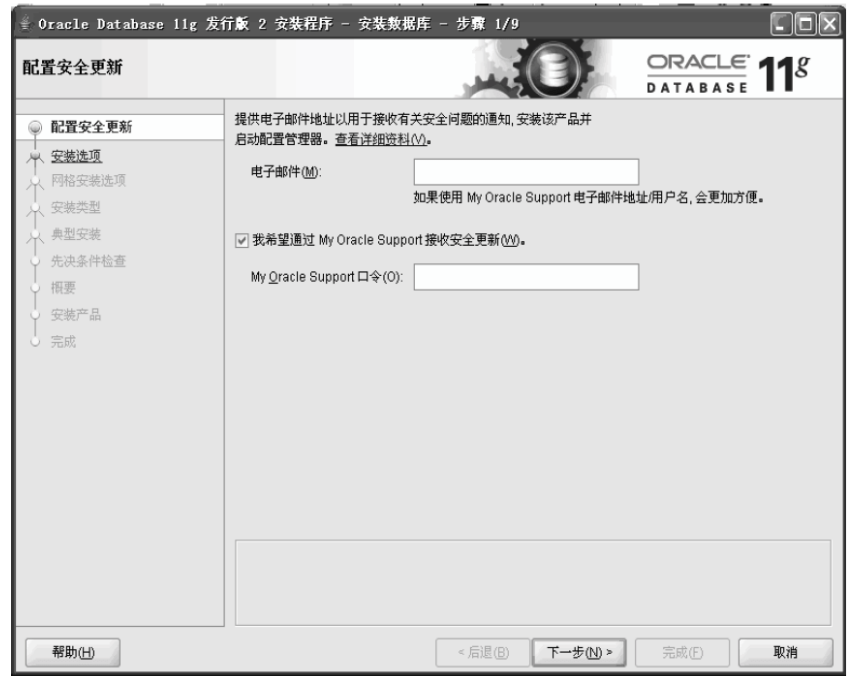 Oracle Database 11g 发行版 2 安装程序 - 安装数据库 - 步骤 1/9
配置安全更新
ORACLE
DATABASE 11g
配置安全更新
安装选项
网格安装选项
安装类型
典型安装
先决条件检查
概要
安装产品
完成
提供电子邮件地址以用于接收有关安全问题的通知, 安装该产品并
启动配置管理器。查看详细资料(V)。
电子邮件(M):
如果使用 My Oracle Support 电子邮件地址/用户名, 会更加方便。
我希望通过 My Oracle Support 接收安全更新(W)。
My Oracle Support 口令(O):
帮助(H)
< 后退(B)
下一步(N) >
完成(F)
取消